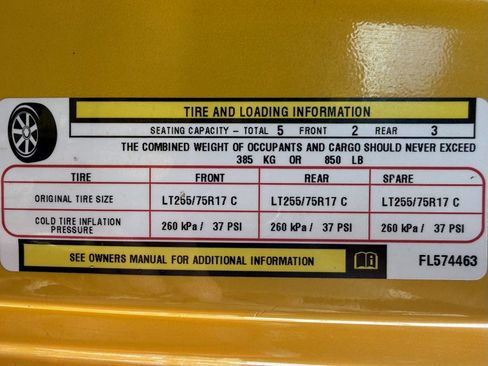 TIRE AND LOADING INFORMATION
SEATING CAPACITY - TOTAL 5 FRONT 2 REAR 3
THE COMBINED WEIGHT OF OCCUPANTS AND CARGO SHOULD NEVER EXCEED
385 KG OR 850 LB
TIRE FRONT REAR SPARE
ORIGINAL TIRE SIZE LT255/75R17 C LT255/75R17 C LT255/75R17 C
COLD TIRE INFLATION
PRESSURE 260 kPa / 37 PSI 260 kPa / 37 PSI 260 kPa / 37 PSI
SEE OWNERS MANUAL FOR ADDITIONAL INFORMATION FL574463